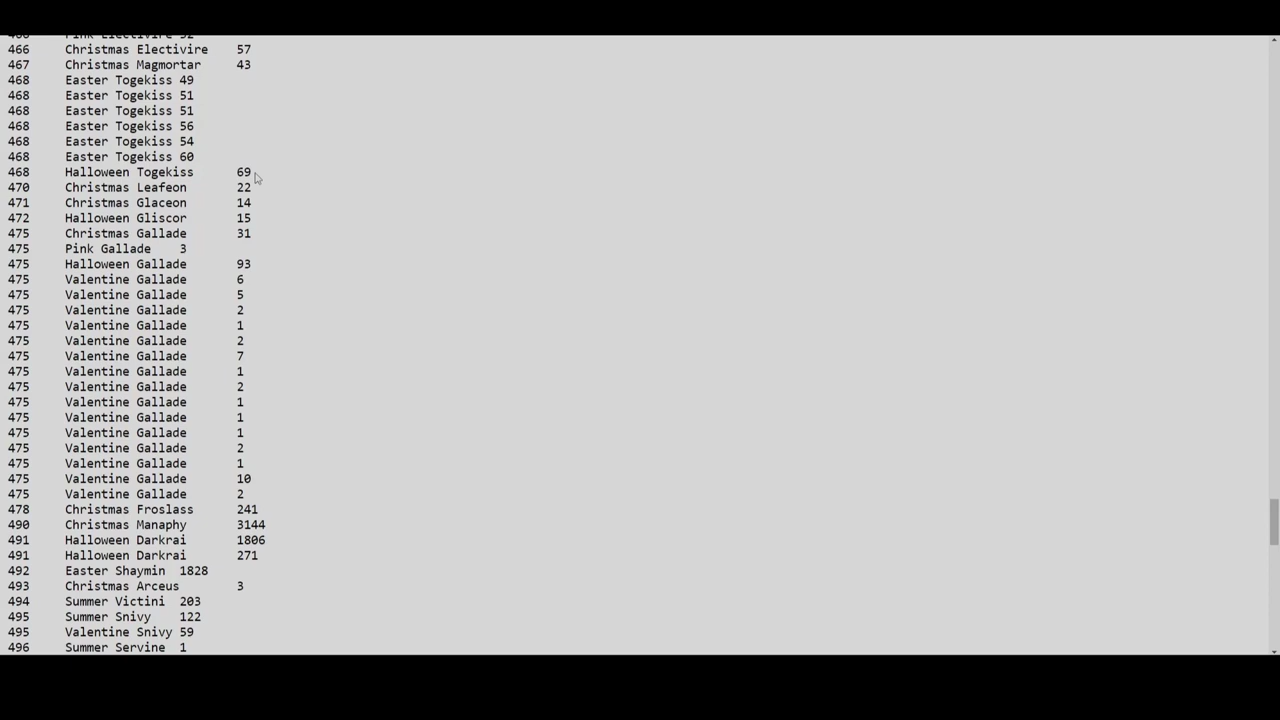 466 Pink Electivire 52
466 Christmas Electivire 57
467 Christmas Magmortar 43
468 Easter Togekiss 49
468 Easter Togekiss 51
468 Easter Togekiss 51
468 Easter Togekiss 56
468 Easter Togekiss 54
468 Easter Togekiss 60
468 Halloween Togekiss 69
470 Christmas Leafeon 22
471 Christmas Glaceon 14
472 Halloween Gliscor 15
475 Christmas Gallade 31
475 Pink Gallade 3
475 Halloween Gallade 93
475 Valentine Gallade 6
475 Valentine Gallade 5
475 Valentine Gallade 2
475 Valentine Gallade 1
475 Valentine Gallade 2
475 Valentine Gallade 7
475 Valentine Gallade 1
475 Valentine Gallade 2
475 Valentine Gallade 1
475 Valentine Gallade 1
475 Valentine Gallade 1
475 Valentine Gallade 2
475 Valentine Gallade 1
475 Valentine Gallade 10
475 Valentine Gallade 2
478 Christmas Froslass 241
490 Christmas Manaphy 3144
491 Halloween Darkrai 1806
491 Halloween Darkrai 271
492 Easter Shaymin 1828
493 Christmas Arceus 3
494 Summer Victini 203
495 Summer Snivy 122
495 Valentine Snivy 59
496 Summer Servine 1